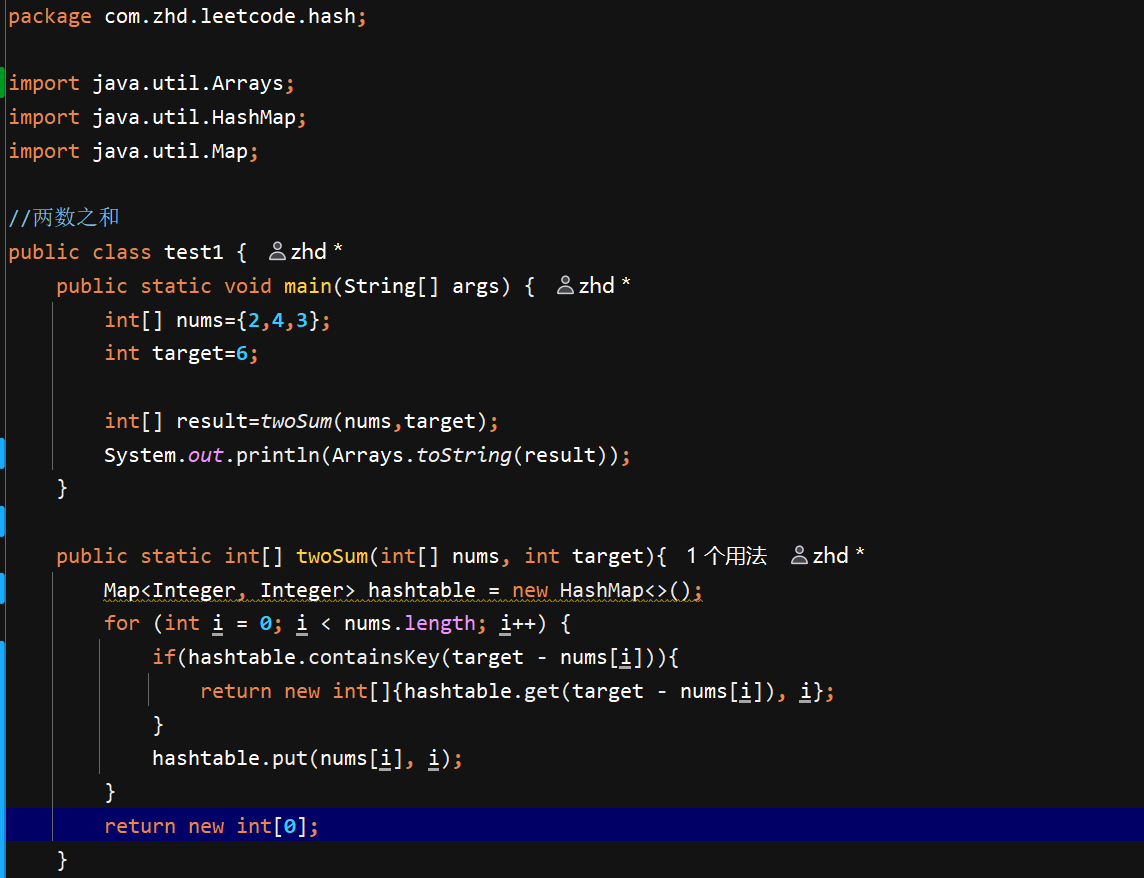 package com.zhd.leetcode.hash;
import java.util.Arrays;
import java.util.HashMap;
import java.util.Map;
//两数之和
public class test1 { zhd *
public static void main(String[] args) { zhd *
int[] nums={2,4,3};
int target=6;
int[] result=twoSum(nums,target);
System.out.println(Arrays.toString(result));
}
public static int[] twoSum(int[] nums, int target){ 1 个用法 zhd *
Map<Integer, Integer> hashtable = new HashMap<>();
for (int i = 0; i < nums.length; i++) {
if(hashtable.containsKey(target - nums[i])){
return new int[]{hashtable.get(target - nums[i]), i};
}
hashtable.put(nums[i], i);
}
return new int[0];
}